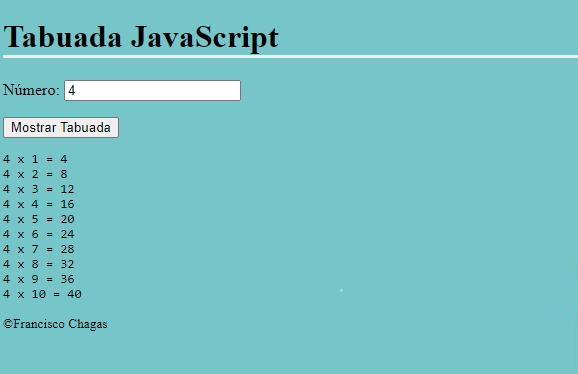 Tabuada JavaScript
Número: 4
Mostrar Tabuada
4 x 1 = 4
4 x 2 = 8
4 x 3 = 12
4 x 4 = 16
4 x 5 = 20
4 x 6 = 24
4 x 7 = 28
4 x 8 = 32
4 x 9 = 36
4 x 10 = 40
©Francisco Chagas